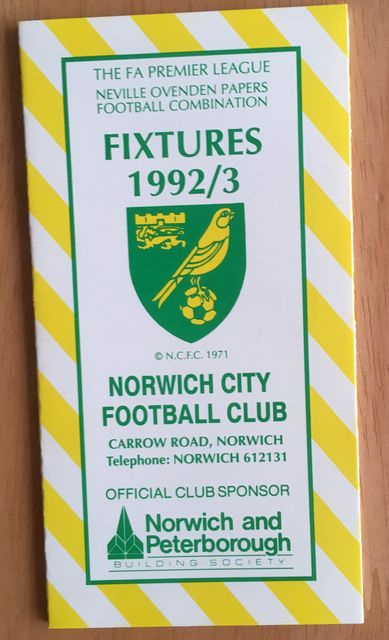 THE FA PREMIER LEAGUE
NEVILLE OVENDEN PAPERS
FOOTBALL COMBINATION
FIXTURES
1992/3
© N.C.F.C. 1971
NORWICH CITY
FOOTBALL CLUB
CARROW ROAD, NORWICH
Telephone: NORWICH 612131
OFFICIAL CLUB SPONSOR
Norwich and
Peterborough
BUILDING SOCIETY